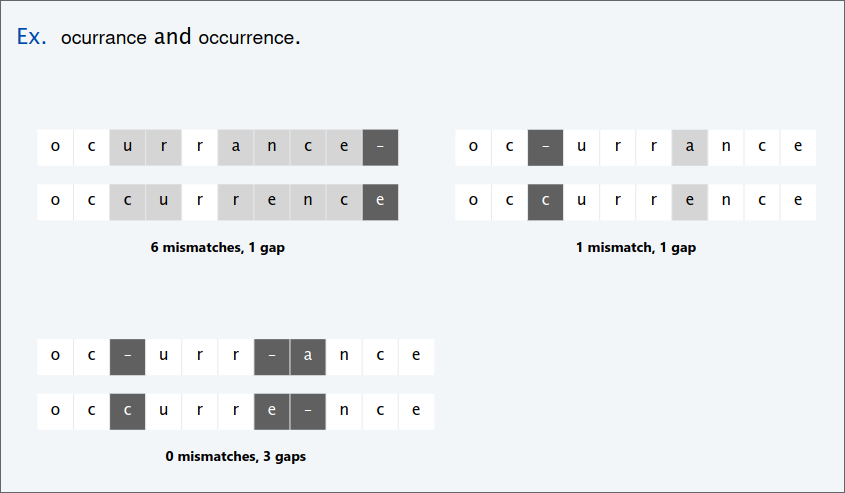 Ex. ocurrance and occurrence.
o c u r r a n c e –
o c c u r r e n c e
6 mismatches, 1 gap
o c – u r r a n c e
o c c u r r e n c e
1 mismatch, 1 gap
o c – u r r – a n c e
o c c u r r e – n c e
0 mismatches, 3 gaps